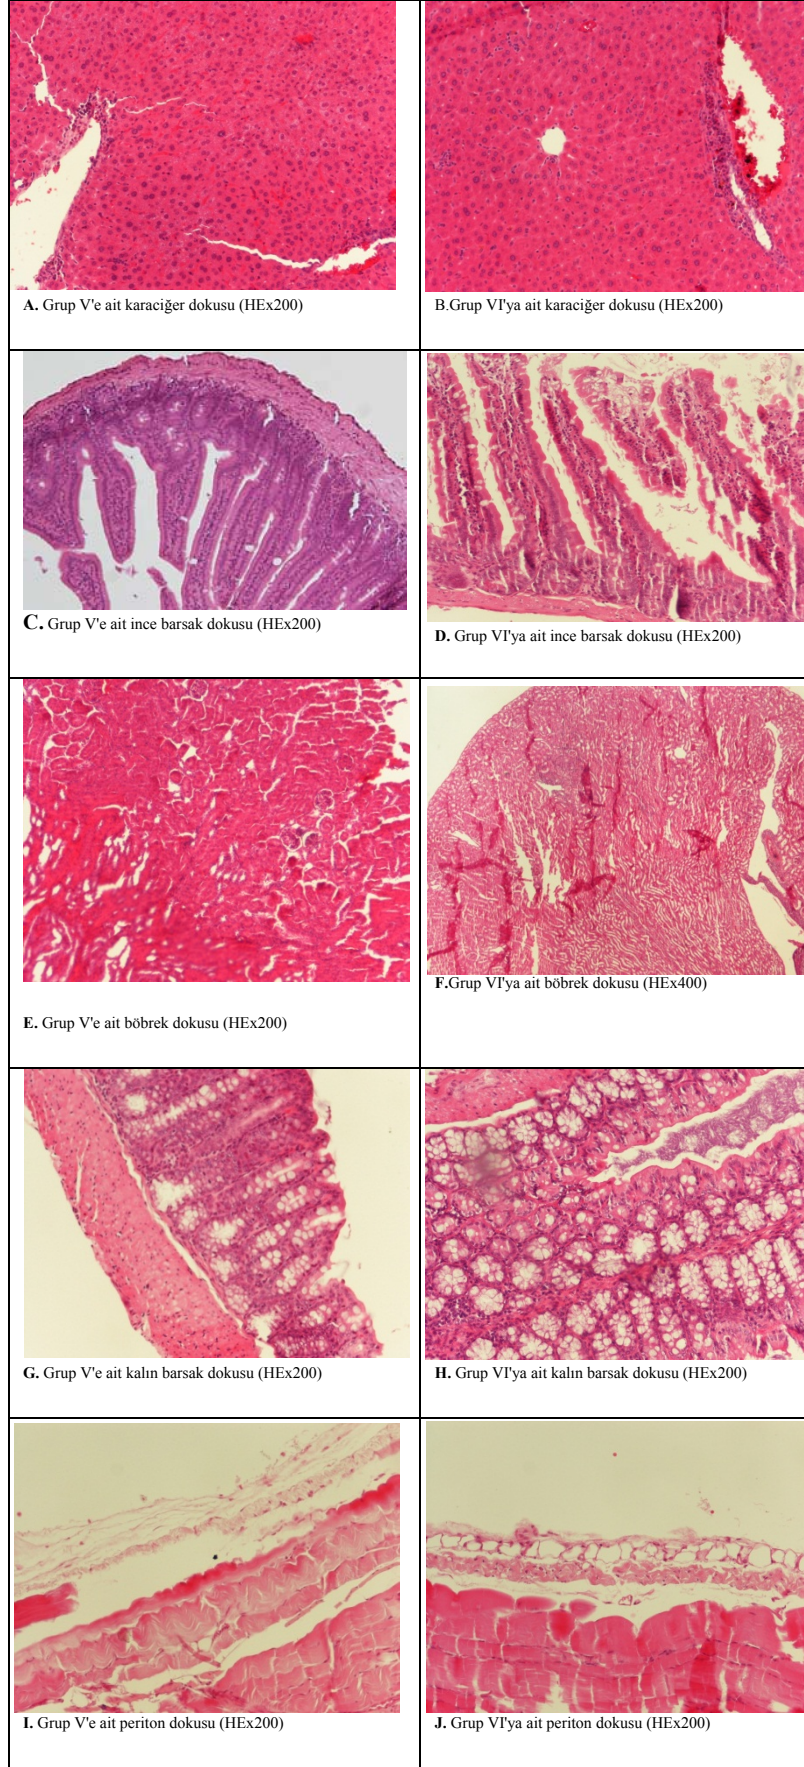 A. Grup V'e ait karaciğer dokusu (HEx200)
B.Grup VI'ya ait karaciğer dokusu (HEx200)
C. Grup V'e ait ince barsak dokusu (HEx200)
D. Grup VI'ya ait ince barsak dokusu (HEx200)
E. Grup V'e ait böbrek dokusu (HEx200)
F.Grup VI'ya ait böbrek dokusu (HEx400)
G. Grup V'e ait kalın barsak dokusu (HEx200)
H. Grup VI'ya ait kalın barsak dokusu (HEx200)
I. Grup V'e ait periton dokusu (HEx200)
J. Grup VI'ya ait periton dokusu (HEx200)